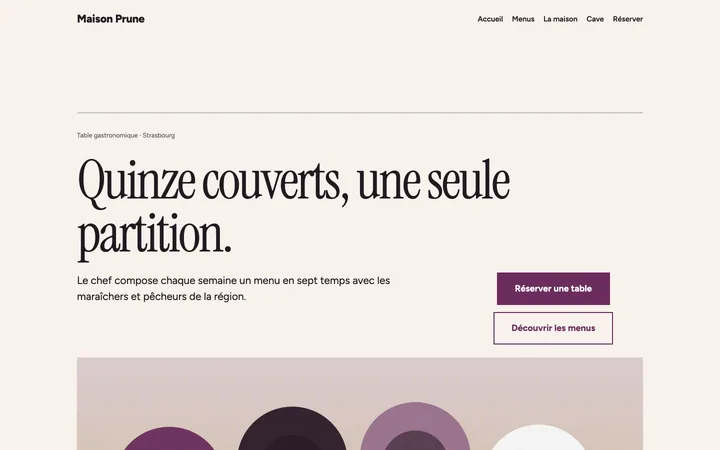 Maison Prune
Accueil Menus La maison Cave Réserver
Table gastronomique · Strasbourg
Quinze couverts, une seule
partition.
Le chef compose chaque semaine un menu en sept temps avec les
maraîchers et pêcheurs de la région.
Réserver une table
Découvrir les menus